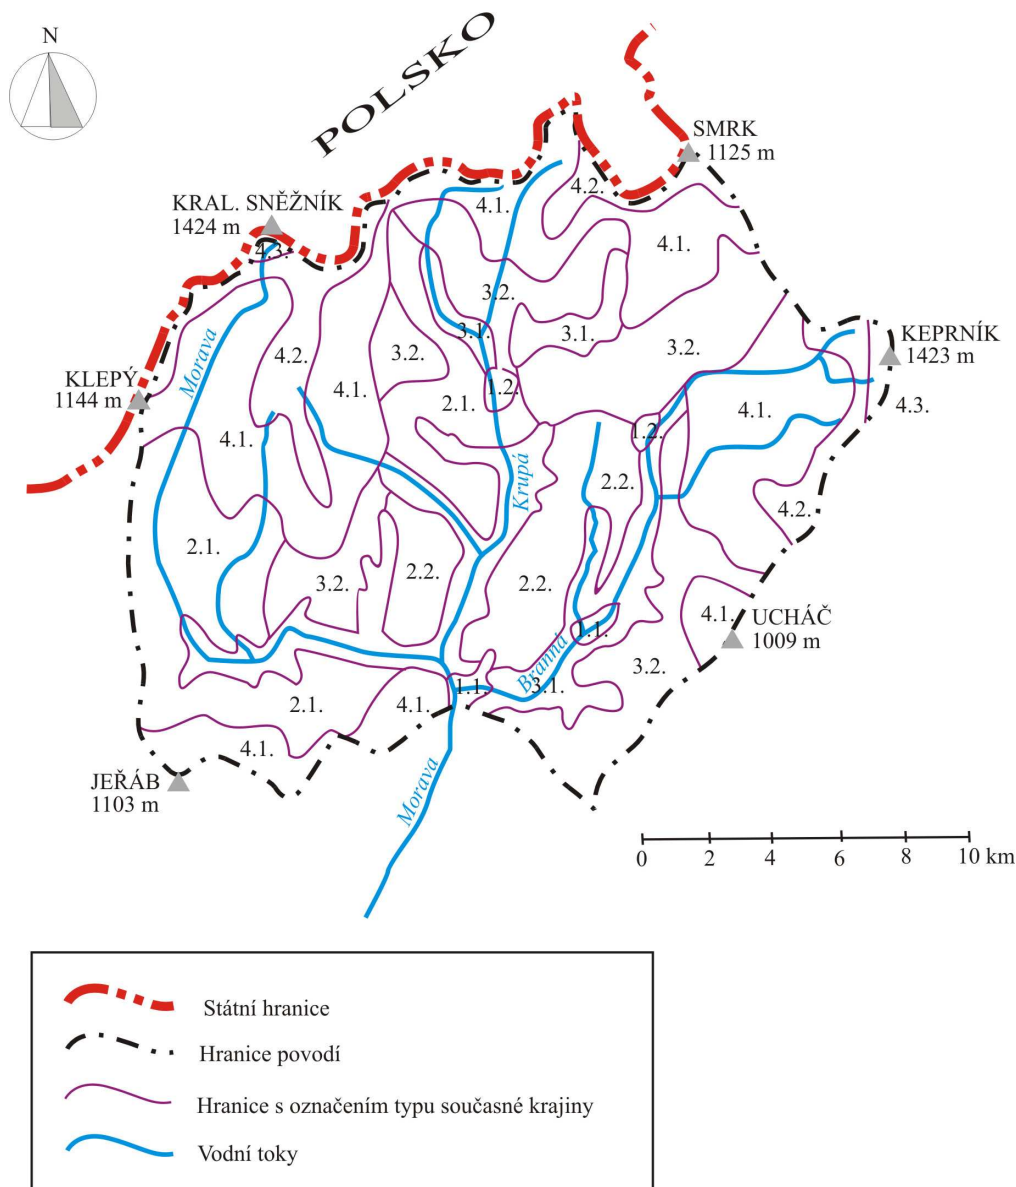 N
POLSKO
SMRK
1125 m
4.2.
KRAL. SNĚŽNÍK
1424 m
4.1.
4.3.
4.1.
3.2.
Morava
3.1.
3.1.
KEPRNÍK
1423 m
4.2.
3.2.
3.2.
KLEPÝ
1144 m
4.1.
1.2.
2.1.
4.1.
4.3.
4.1.
1.2.
Krupá
2.2.
4.2.
2.1.
3.2.
2.2.
2.2.
4.1.
UCHÁČ
1009 m
1.1.
Branná
3.2.
1.1.
3.1.
2.1.
4.1.
4.1.
JEŘÁB
1103 m
Morava
0 2 4 6 8 10 km
Státní hranice
Hranice povodí
Hranice s označením typu současné krajiny
Vodní toky